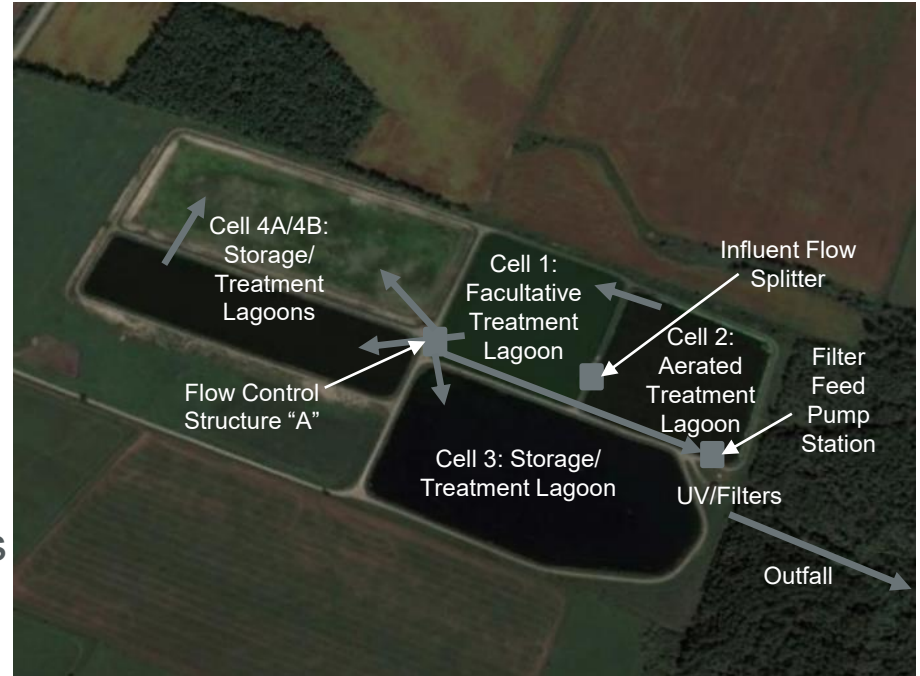 Cell 4A/4B:
Storage/
Treatment
Lagoons
Cell 1:
Facultative
Treatment
Lagoon
Influent Flow
Splitter
Cell 2:
Aerated
Treatment
Lagoon
Filter
Feed
Pump
Station
Flow Control
Structure “A”
Cell 3: Storage/
Treatment Lagoon
UV/Filters
Outfall
s